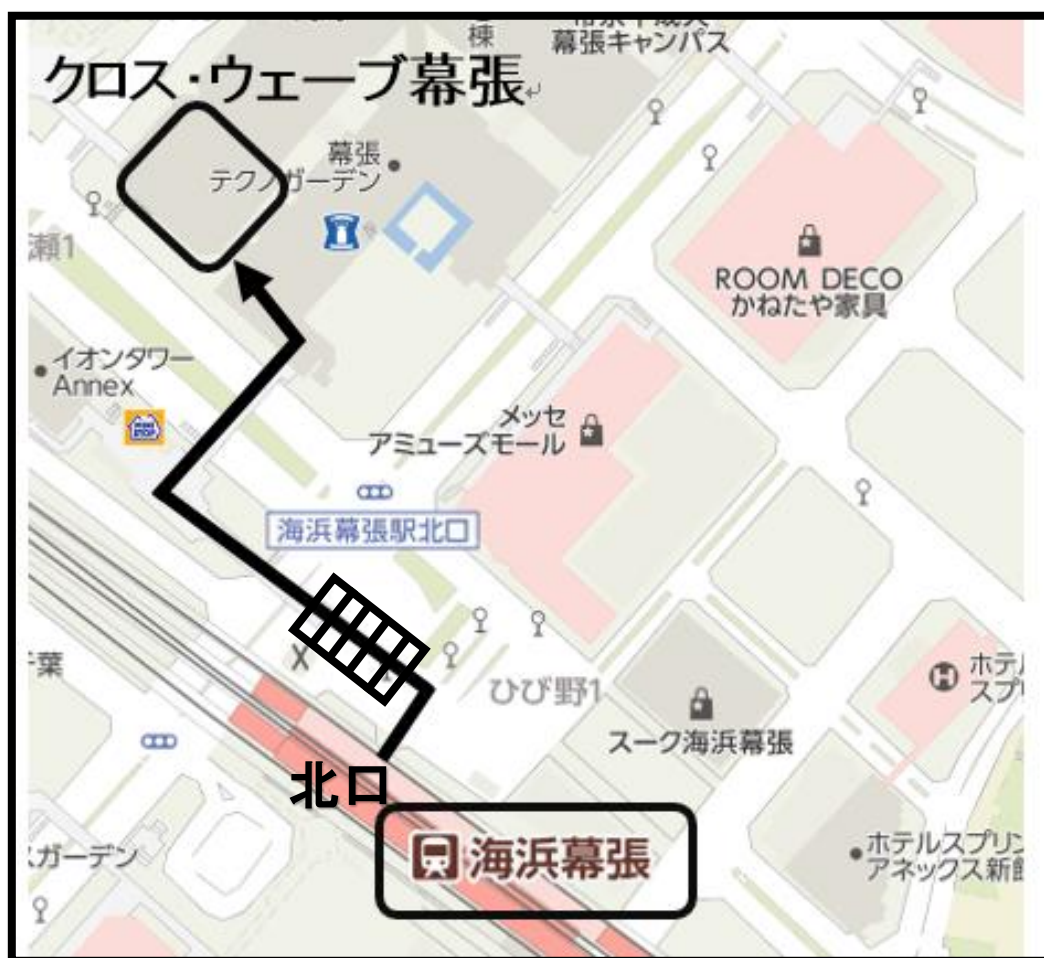 棟
幕張キャンパス
クロス・ウェーブ幕張
幕張
テクノガーデン
瀬1
ROOM DECO
かねたや家具
イオンタワー
Annex
MINI
STOP
メッセ
アミューズモール
海浜幕張駅北口
千葉
ひび野1
ホテル
スプリ
スーク海浜幕張
北口
海浜幕張
スガーデン
ホテルスプリン
アネックス新館